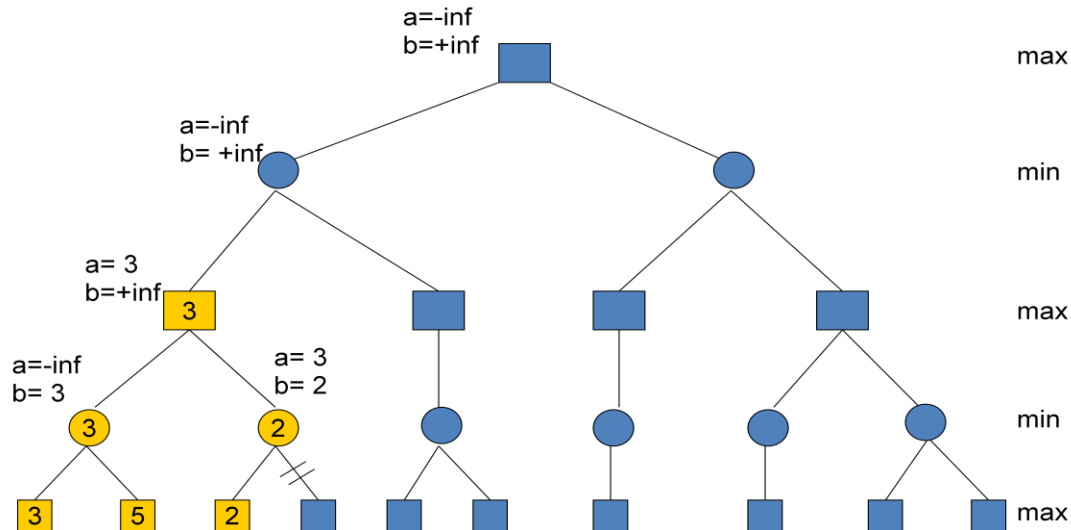 a=-inf
b=+inf
max
a=-inf
b= +inf
min
a= 3
b=+inf
3
max
a=-inf
b= 3
a= 3
b= 2
3
2
min
3
5
2
max